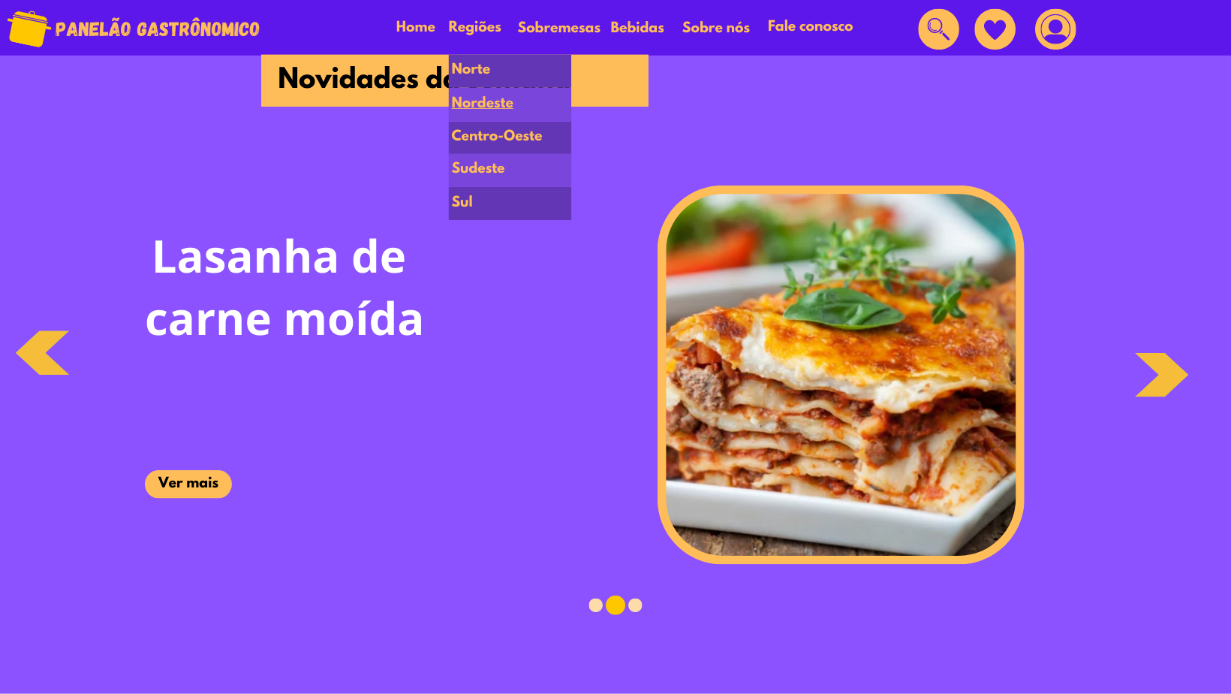 PANELÃO GASTRÔNOMICO
Home Regiões Sobremesas Bebidas Sobre nós Fale conosco
Novidades
Norte
Nordeste
Centro-Oeste
Sudeste
Sul
Lasanha de
carne moída
Ver mais